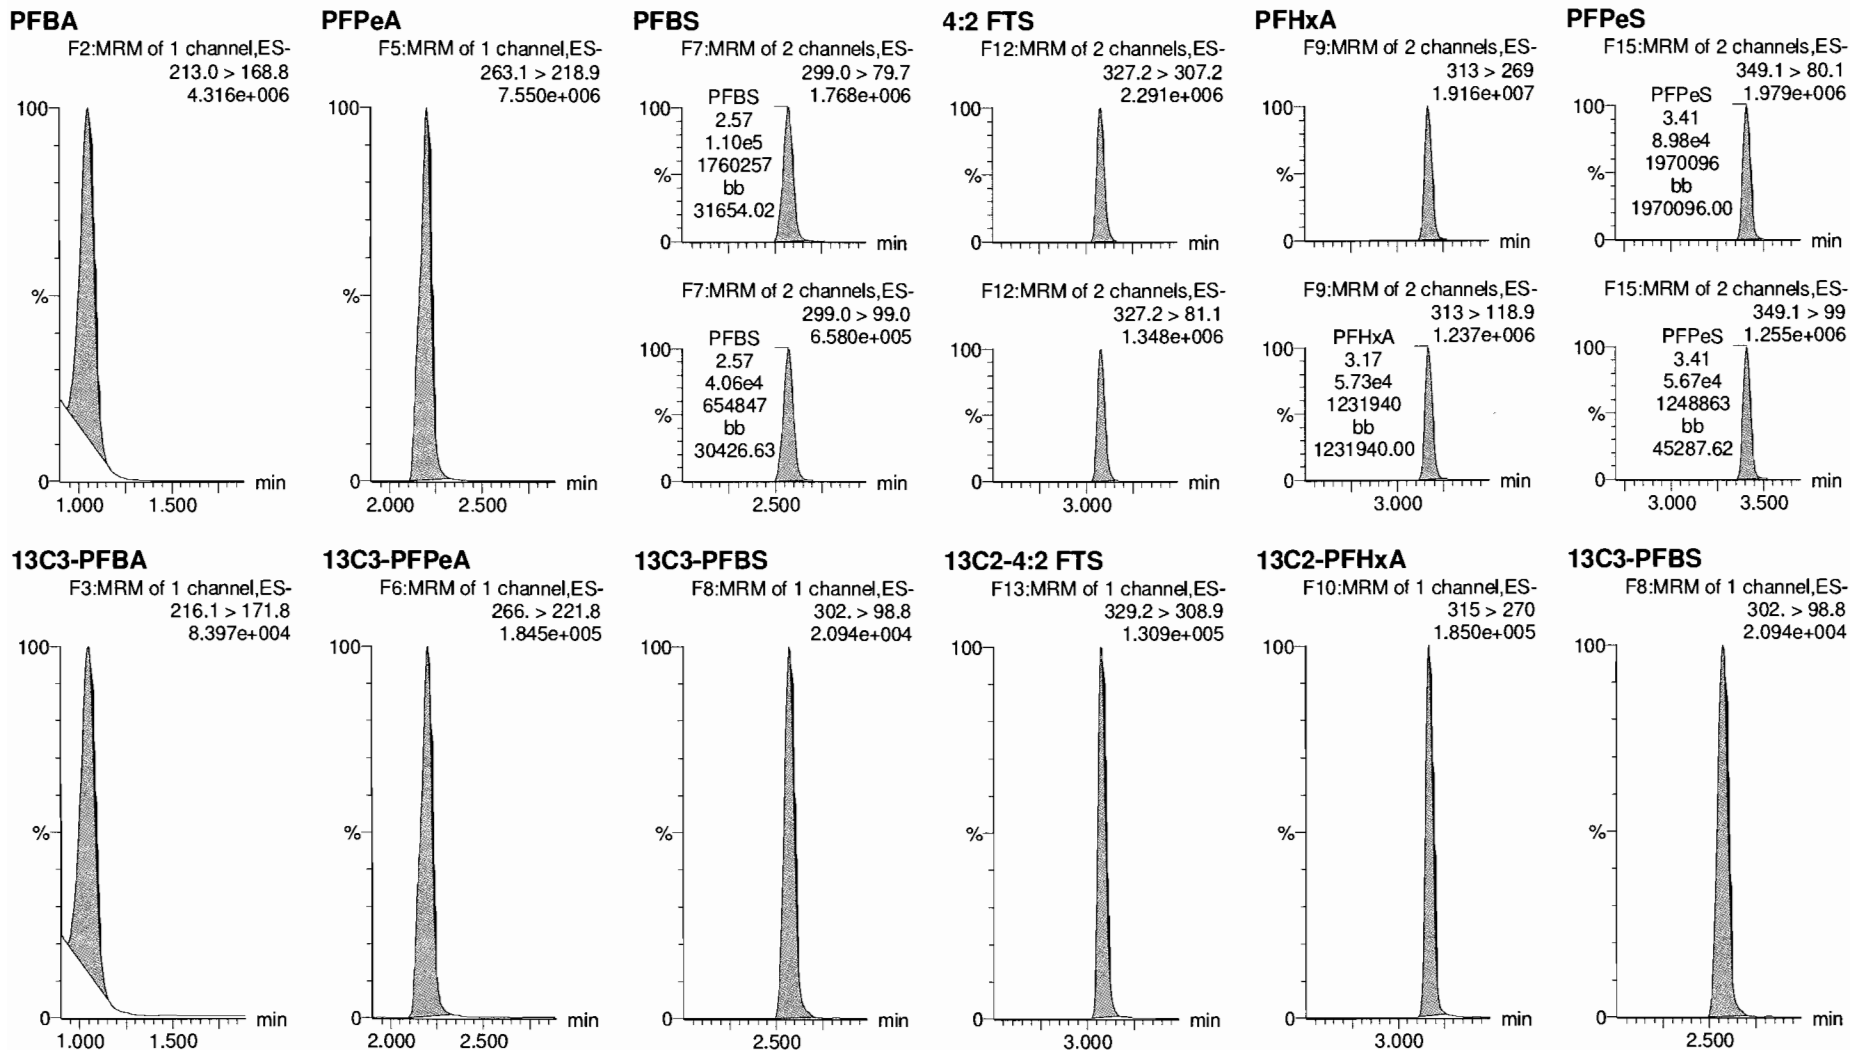 PFBA
F2:MRM of 1 channel,ES-
213.0 > 168.8
4.316e+006
100
%
0
min
1.000 1.500
PFPeA
F5:MRM of 1 channel,ES-
263.1 > 218.9
7.550e+006
100
%
0
min
2.000 2.500
PFBS
F7:MRM of 2 channels,ES-
299.0 > 79.7
1.768e+006
100
PFBS
2.57
1.10e5
1760257
bb
31654.02
%
0
min
F7:MRM of 2 channels,ES-
299.0 > 99.0
6.580e+005
100
PFBS
2.57
4.06e4
654847
bb
30426.63
%
0
min
2.500
4:2 FTS
F12:MRM of 2 channels,ES-
327.2 > 307.2
2.291e+006
100
%
0
min
F12:MRM of 2 channels,ES-
327.2 > 81.1
1.348e+006
100
%
0
min
3.000
PFHxA
F9:MRM of 2 channels,ES-
313 > 269
1.916e+007
100
%
0
min
F9:MRM of 2 channels,ES-
313 > 118.9
1.237e+006
100
PFHxA
3.17
5.73e4
1231940
bb
1231940.00
%
0
min
3.000
PFPeS
F15:MRM of 2 channels,ES-
349.1 > 80.1
1.979e+006
100
PFPeS
3.41
8.98e4
1970096
bb
1970096.00
%
0
min
F15:MRM of 2 channels,ES-
349.1 > 99
1.255e+006
100
PFPeS
3.41
5.67e4
1248863
bb
45287.62
%
0
min
3.000 3.500
13C3-PFBA
F3:MRM of 1 channel,ES-
216.1 > 171.8
8.397e+004
100
%
0
min
1.000 1.500
13C3-PFPeA
F6:MRM of 1 channel,ES-
266. > 221.8
1.845e+005
100
%
0
min
2.000 2.500
13C3-PFBS
F8:MRM of 1 channel,ES-
302. > 98.8
2.094e+004
100
%
0
min
2.500
13C2-4:2 FTS
F13:MRM of 1 channel,ES-
329.2 > 308.9
1.309e+005
100
%
0
min
3.000
13C2-PFHxA
F10:MRM of 1 channel,ES-
315 > 270
1.850e+005
100
%
0
min
3.000
13C3-PFBS
F8:MRM of 1 channel,ES-
302. > 98.8
2.094e+004
100
%
0
min
2.500